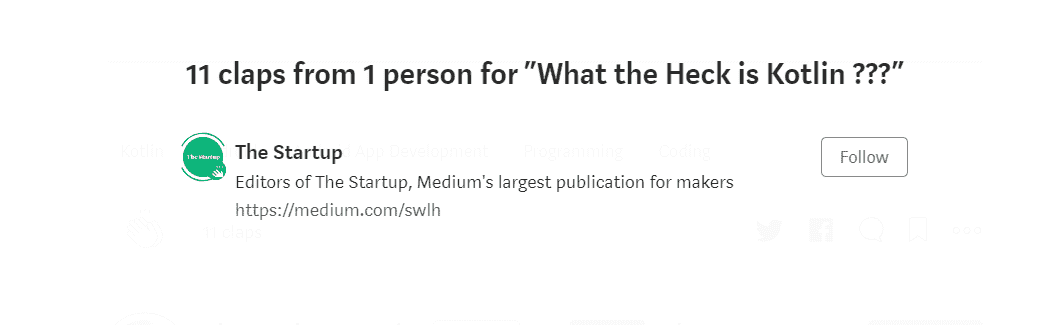 11 claps from 1 person for ”What the Heck is Kotlin ???”
The Startup
Kotlin
The Startup
App Development
Programming
Coding
Follow
Editors of The Startup, Medium's largest publication for makers
https://medium.com/swlh
11 claps